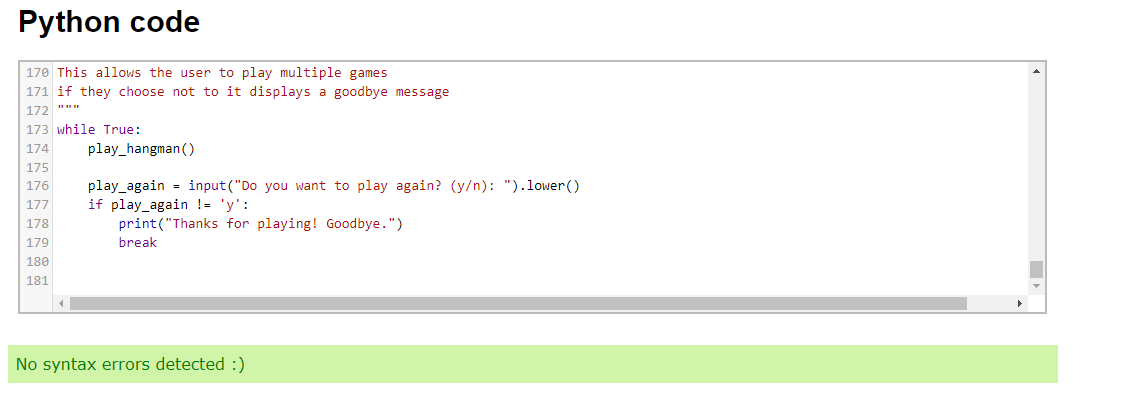 Python code
170 This allows the user to play multiple games
171 if they choose not to it displays a goodbye message
172 """
173 while True:
174     play_hangman()
175
176     play_again = input("Do you want to play again? (y/n): ").lower()
177     if play_again != 'y':
178         print("Thanks for playing! Goodbye.")
179         break
180
181
No syntax errors detected :)